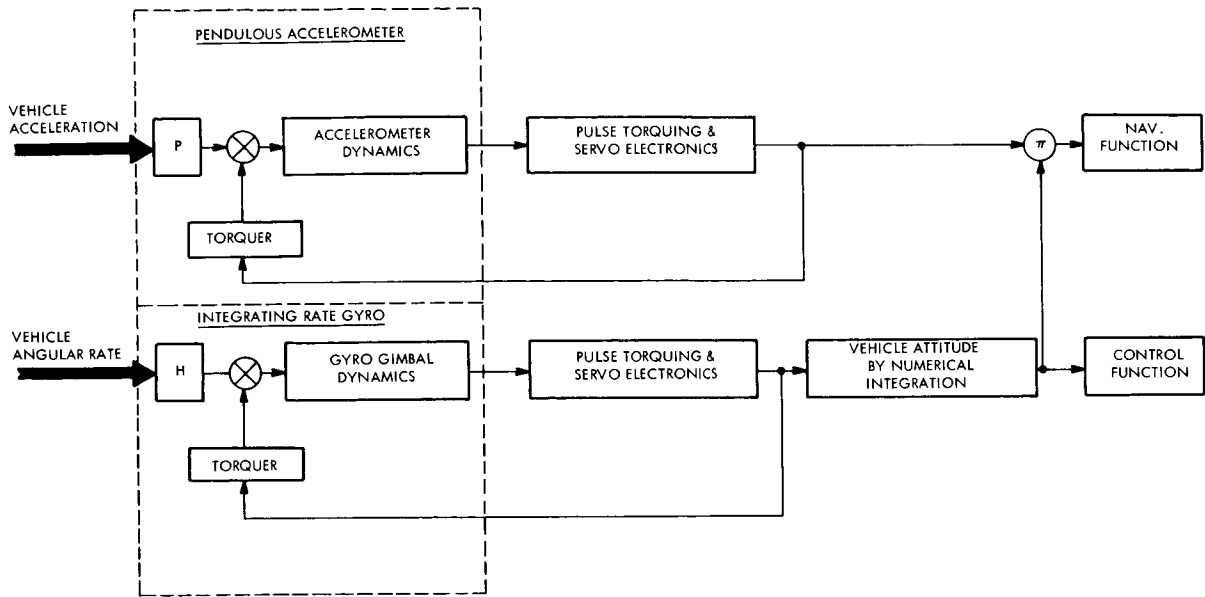 PENDULOUS ACCELEROMETER
VEHICLE
ACCELERATION
P
ACCELEROMETER
DYNAMICS
PULSE TORQUING &
SERVO ELECTRONICS
π
NAV.
FUNCTION
TORQUER
INTEGRATING RATE GYRO
VEHICLE
ANGULAR RATE
H
GYRO GIMBAL
DYNAMICS
PULSE TORQUING &
SERVO ELECTRONICS
VEHICLE ATTITUDE
BY NUMERICAL
INTEGRATION
CONTROL
FUNCTION
TORQUER